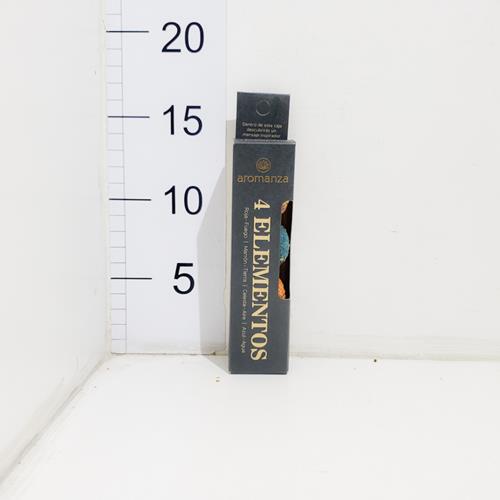 20
15
10
5
Dentro de esta caja
descubrirás un
mensaje inspirador
aromanza
4 ELEMENTOS
Rojo-Fuego | Marrón-Tierra | Celeste-Aire | Azul-Agua